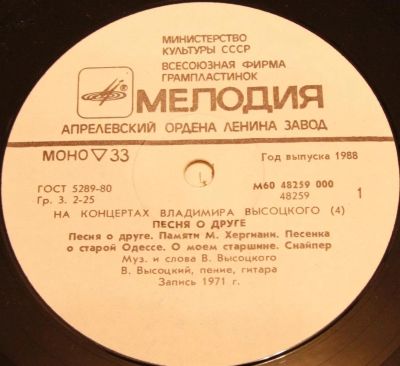 МИНИСТЕРСТВО
КУЛЬТУРЫ СССР
ВСЕСОЮЗНАЯ ФИРМА
ГРАМПЛАСТИНОК
МЕЛОДИЯ
АПРЕЛЕВСКИЙ ОРДЕНА ЛЕНИНА ЗАВОД
МОНО ▽ 33
Год выпуска 1988
ГОСТ 5289-80
М60 48259 000
Гр. 3. 2-25
48259
1
НА КОНЦЕРТАХ ВЛАДИМИРА ВЫСОЦКОГО (4)
ПЕСНЯ О ДРУГЕ
Песня о друге. Памяти М. Хергиани. Песенка
о старой Одессе. О моем старшине. Снайпер
Муз. и слова В. Высоцкого
В. Высоцкий, пение, гитара
Запись 1971 г.